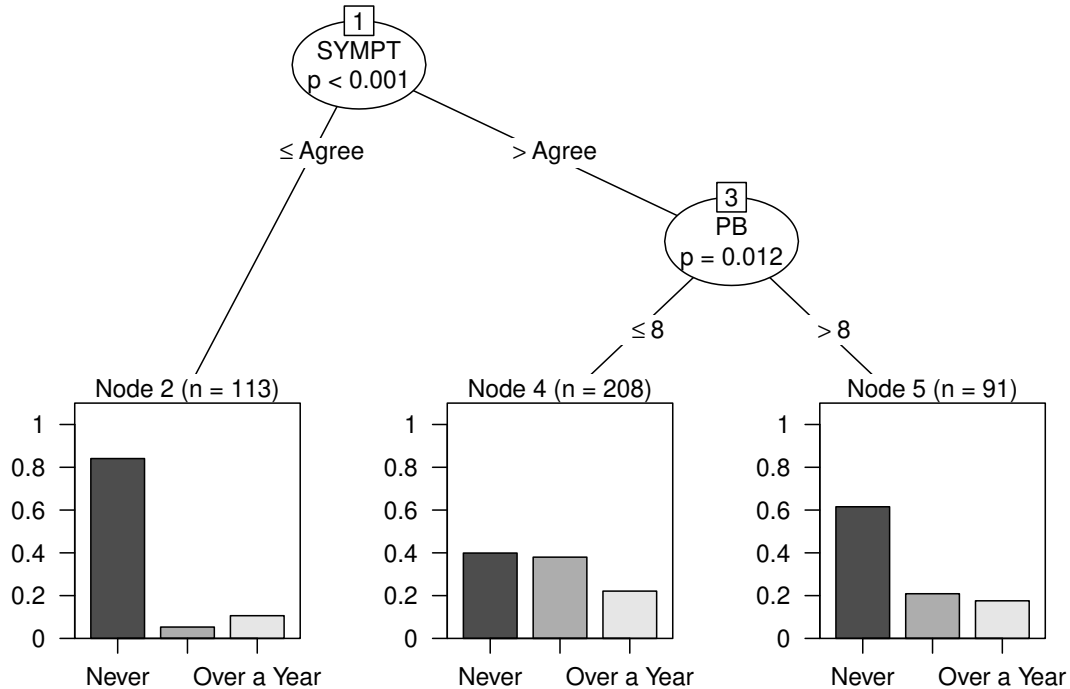 1
SYMPT
p < 0.001
≤ Agree
> Agree
3
PB
p = 0.012
≤ 8
> 8
Node 2 (n = 113)
1
0.8
0.6
0.4
0.2
0
Never
Over a Year
Node 4 (n = 208)
1
0.8
0.6
0.4
0.2
0
Never
Over a Year
Node 5 (n = 91)
1
0.8
0.6
0.4
0.2
0
Never
Over a Year